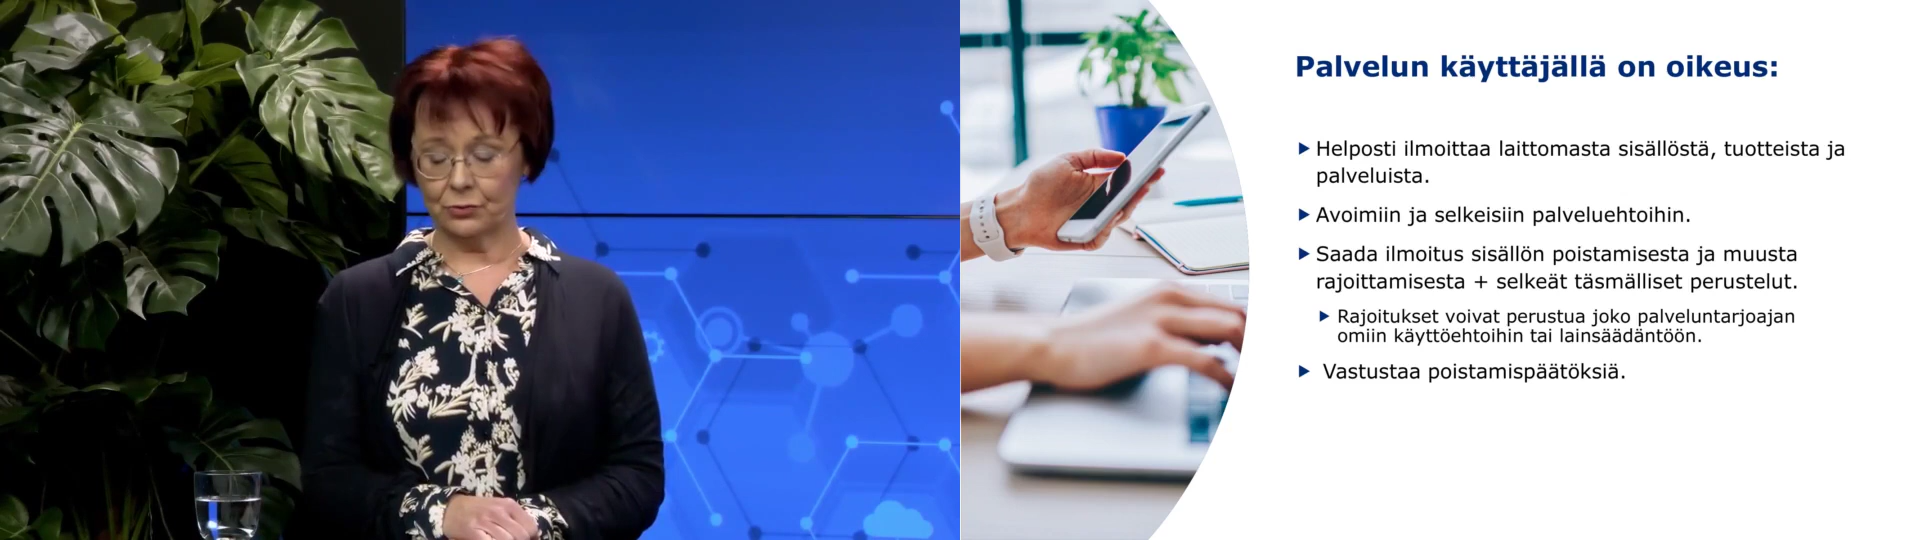 Palvelun käyttäjällä on oikeus:
Helposti ilmoittaa laittomasta sisällöstä, tuotteista ja
palveluista.
Avoimiin ja selkeisiin palveluehtoihin.
Saada ilmoitus sisällön poistamisesta ja muusta
rajoittamisesta + selkeät täsmälliset perustelut.
Rajoitukset voivat perustua joko palveluntarjoajan
omiin käyttöehtoihin tai lainsäädäntöön.
Vastustaa poistamispäätöksiä.